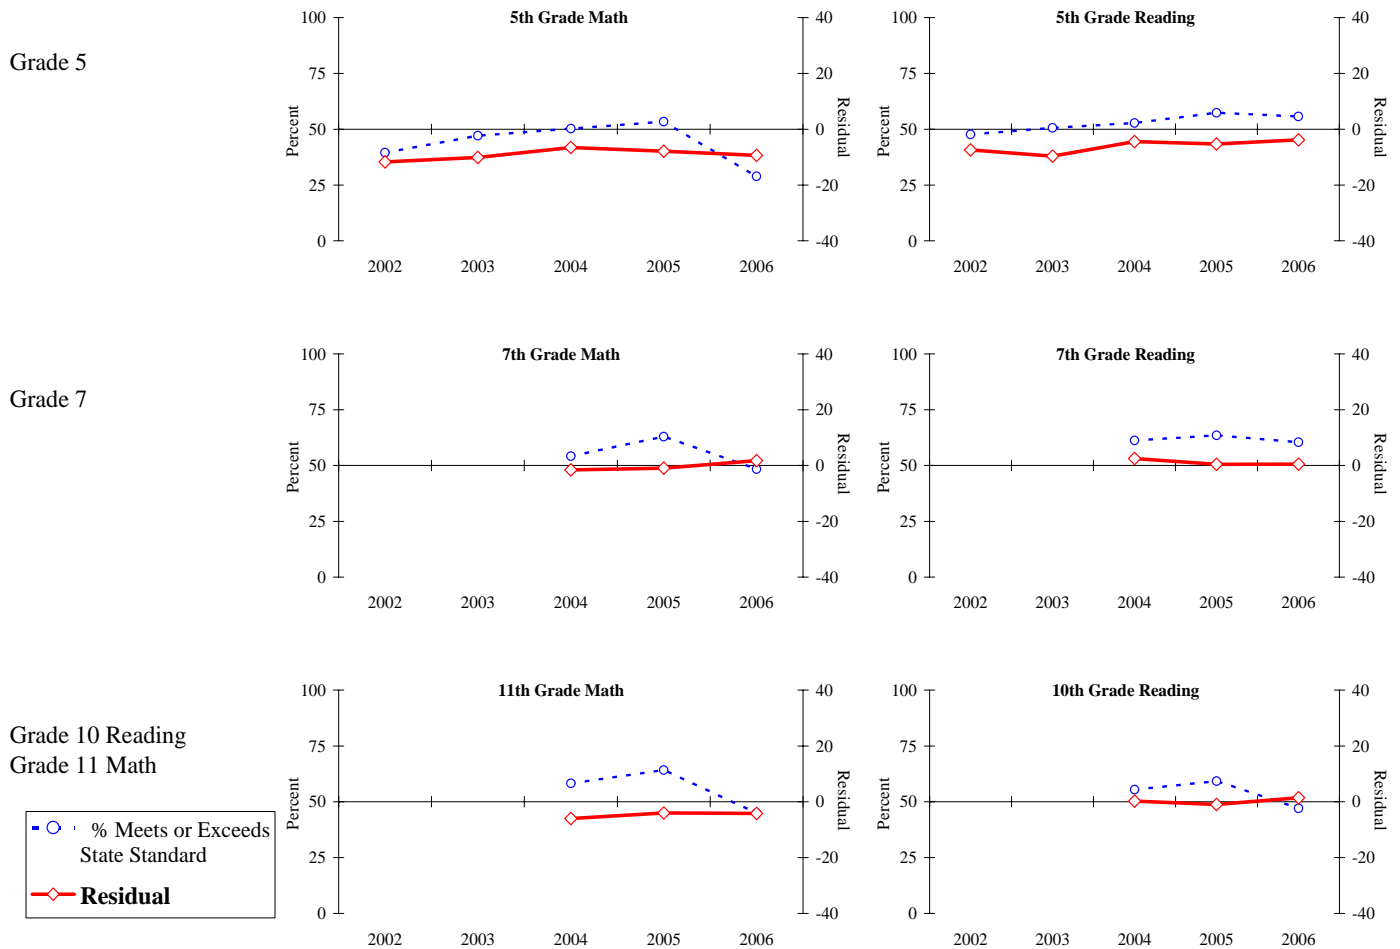 5th Grade Math
5th Grade Reading
Grade 5
100
75
50
25
0
Percent
40
20
0
-20
-40
Residual
2002 2003 2004 2005 2006
100
75
50
25
0
Percent
40
20
0
-20
-40
Residual
2002 2003 2004 2005 2006
7th Grade Math
7th Grade Reading
Grade 7
100
75
50
25
0
Percent
40
20
0
-20
-40
Residual
2002 2003 2004 2005 2006
100
75
50
25
0
Percent
40
20
0
-20
-40
Residual
2002 2003 2004 2005 2006
11th Grade Math
10th Grade Reading
Grade 10 Reading
Grade 11 Math
100
75
50
25
0
Percent
40
20
0
-20
-40
Residual
2002 2003 2004 2005 2006
100
75
50
25
0
Percent
40
20
0
-20
-40
Residual
2002 2003 2004 2005 2006
% Meets or Exceeds
State Standard
Residual